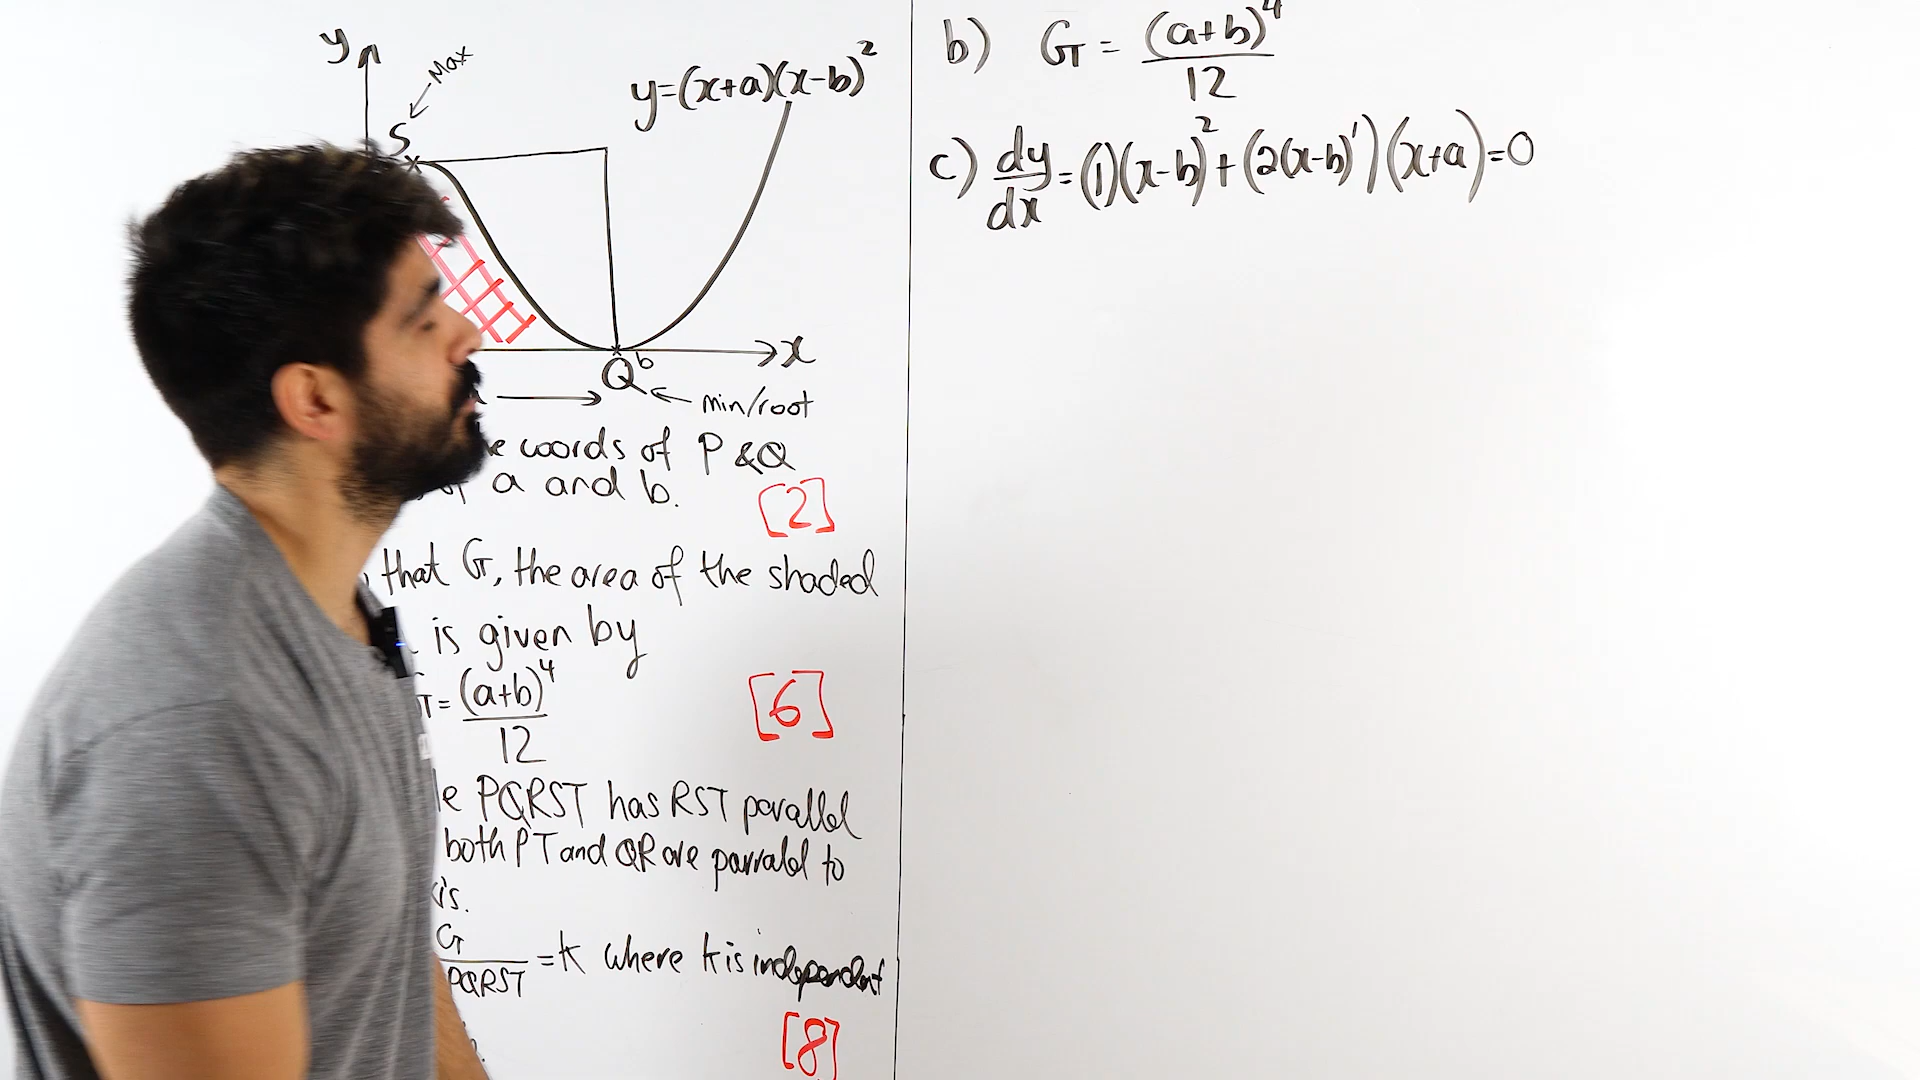 y
Max
S
y=(x+a)(x-b)²
x
Q b
min/root
coords of P & Q
of a and b.
[2]
that G, the area of the shaded
is given by
G = (a+b)⁴
12
[6]
PQRST has RST parallel
both PT and QR are parralel to
G
PQRST
=k where k is independent
[8]
b) G = (a+b)⁴
12
c) dy
dx
=(1)(x-b)²+(2(x-b)¹)(x+a)=0